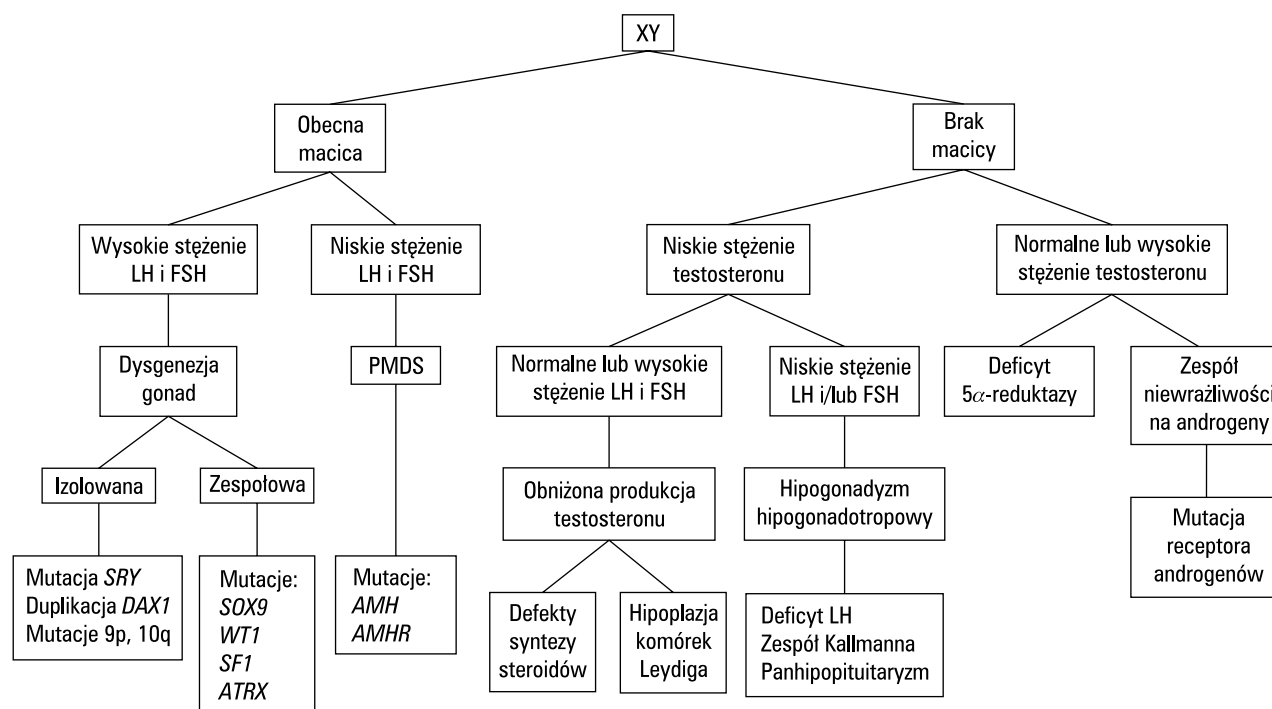 XY
Obecna
macica
Brak
macicy
Wysokie stężenie
LH i FSH
Niskie stężenie
LH i FSH
Niskie stężenie
testosteronu
Normalne lub wysokie
stężenie testosteronu
Dysgenezja
gonad
PMDS
Normalne lub wysokie
stężenie LH i FSH
Niskie stężenie
LH i/lub FSH
Deficyt
5α-reduktazy
Zespół
niewrażliwości
na androgeny
Izolowana
Zespołowa
Obniżona produkcja
testosteronu
Hipogonadyzm
hipogonadotropowy
Mutacja
receptora
androgenów
Mutacja SRY
Duplikacja DAX1
Mutacje 9p, 10q
Mutacje:
SOX9
WT1
SF1
ATRX
Mutacje:
AMH
AMHR
Defekty
syntezy
steroidów
Hipoplazja
komórek
Leydiga
Deficyt LH
Zespół Kallmanna
Panhipopituitaryzm